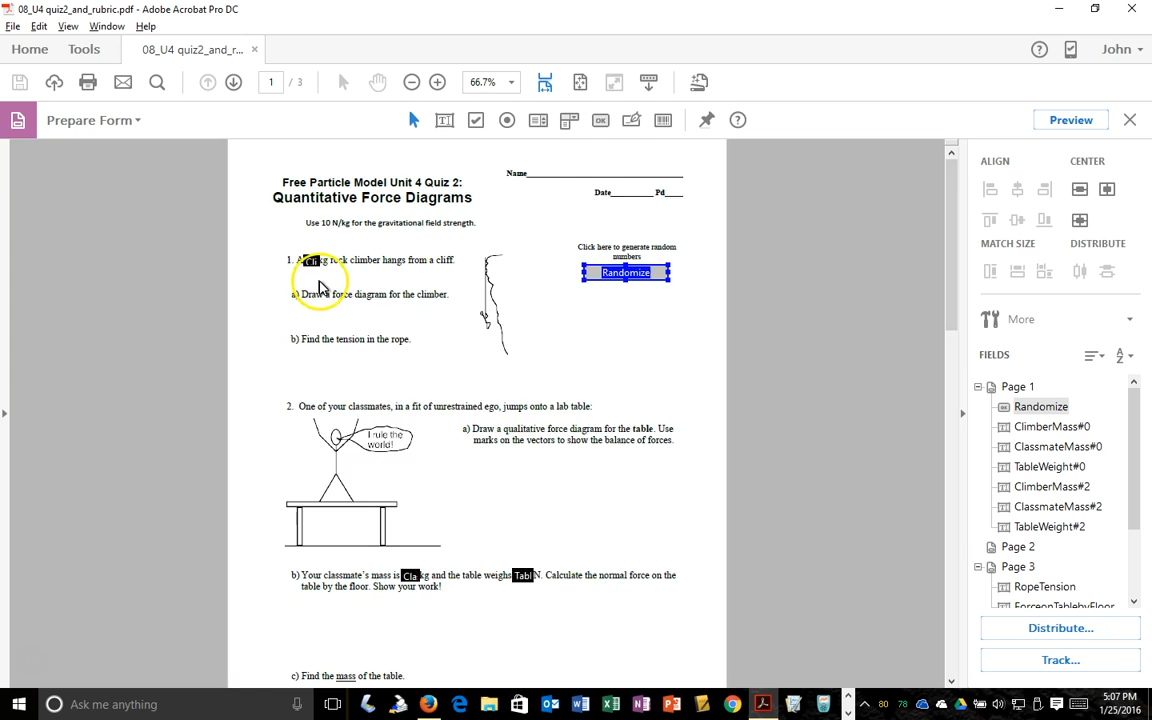 08_U4 quiz2_and_rubric.pdf - Adobe Acrobat Pro DC
File Edit View Window Help
Home Tools 08_U4 quiz2_and_r... × John
1 / 3 66.7%
Prepare Form OK Preview
Name
Free Particle Model Unit 4 Quiz 2:
Quantitative Force Diagrams
Date Pd
Use 10 N/kg for the gravitational field strength.
Click here to generate random
numbers
Randomize
1. A Cli kg rock climber hangs from a cliff.
a) Draw a force diagram for the climber.
b) Find the tension in the rope.
2. One of your classmates, in a fit of unrestrained ego, jumps onto a lab table:
I rule the
world!
a) Draw a qualitative force diagram for the table. Use
marks on the vectors to show the balance of forces.
b) Your classmate's mass is Cla kg and the table weighs Tabl N. Calculate the normal force on the
table by the floor. Show your work!
c) Find the mass of the table.
ALIGN CENTER
MATCH SIZE DISTRIBUTE
More
FIELDS
Page 1
Randomize
ClimberMass#0
ClassmateMass#0
TableWeight#0
ClimberMass#2
ClassmateMass#2
TableWeight#2
Page 2
Page 3
RopeTension
ForceonTablebyFloor
Distribute...
Track...
Ask me anything
80 78
5:07 PM
1/25/2016